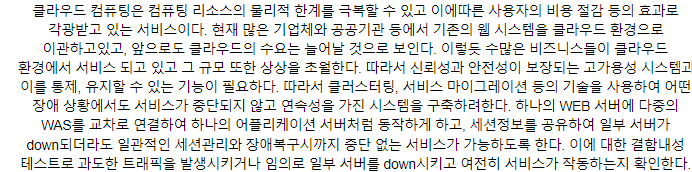 클라우드 컴퓨팅은 컴퓨팅 리소스의 물리적 한계를 극복할 수 있고 이에따른 사용자의 비용 절감 등의 효과로
각광받고 있는 서비스이다. 현재 많은 기업체와 공공기관 등에서 기존의 웹 시스템을 클라우드 환경으로
이관하고있고, 앞으로도 클라우드의 수요는 늘어날 것으로 보인다. 이렇듯 수많은 비즈니스들이 클라우드
환경에서 서비스 되고 있고 그 규모 또한 상상을 초월한다. 따라서 신뢰성과 안전성이 보장되는 고가용성 시스템과
이를 통제, 유지할 수 있는 기능이 필요하다. 따라서 클러스터링, 서비스 마이그레이션 등의 기술을 사용하여 어떤
장애 상황에서도 서비스가 중단되지 않고 연속성을 가진 시스템을 구축하려한다. 하나의 WEB 서버에 다중의
WAS를 교차로 연결하여 하나의 어플리케이션 서버처럼 동작하게 하고, 세션정보를 공유하여 일부 서버가
down되더라도 일관적인 세션관리와 장애복구시까지 중단 없는 서비스가 가능하도록 한다. 이에 대한 결함내성
테스트로 과도한 트래픽을 발생시키거나 임의로 일부 서버를 down시키고 여전히 서비스가 작동하는지 확인한다.